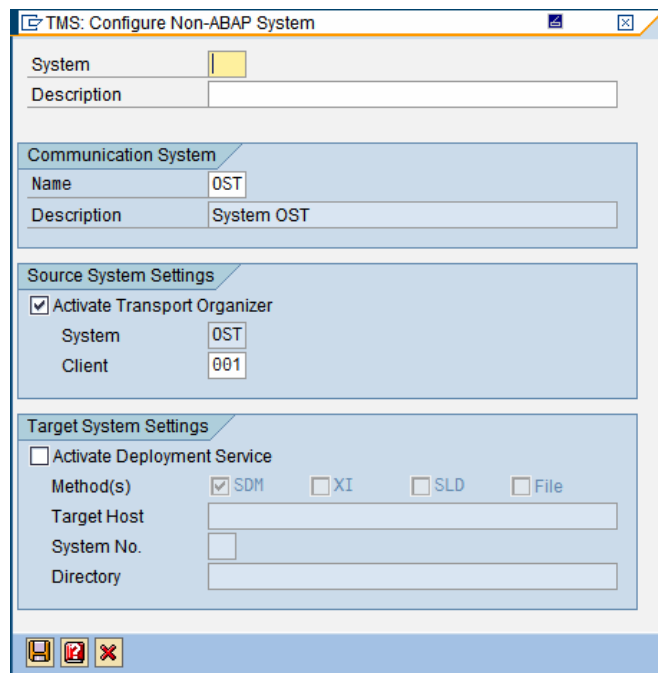 TMS: Configure Non-ABAP System
System
Description
Communication System
Name OST
Description System OST
Source System Settings
Activate Transport Organizer
System OST
Client 001
Target System Settings
Activate Deployment Service
Method(s) SDM XI SLD File
Target Host
System No.
Directory